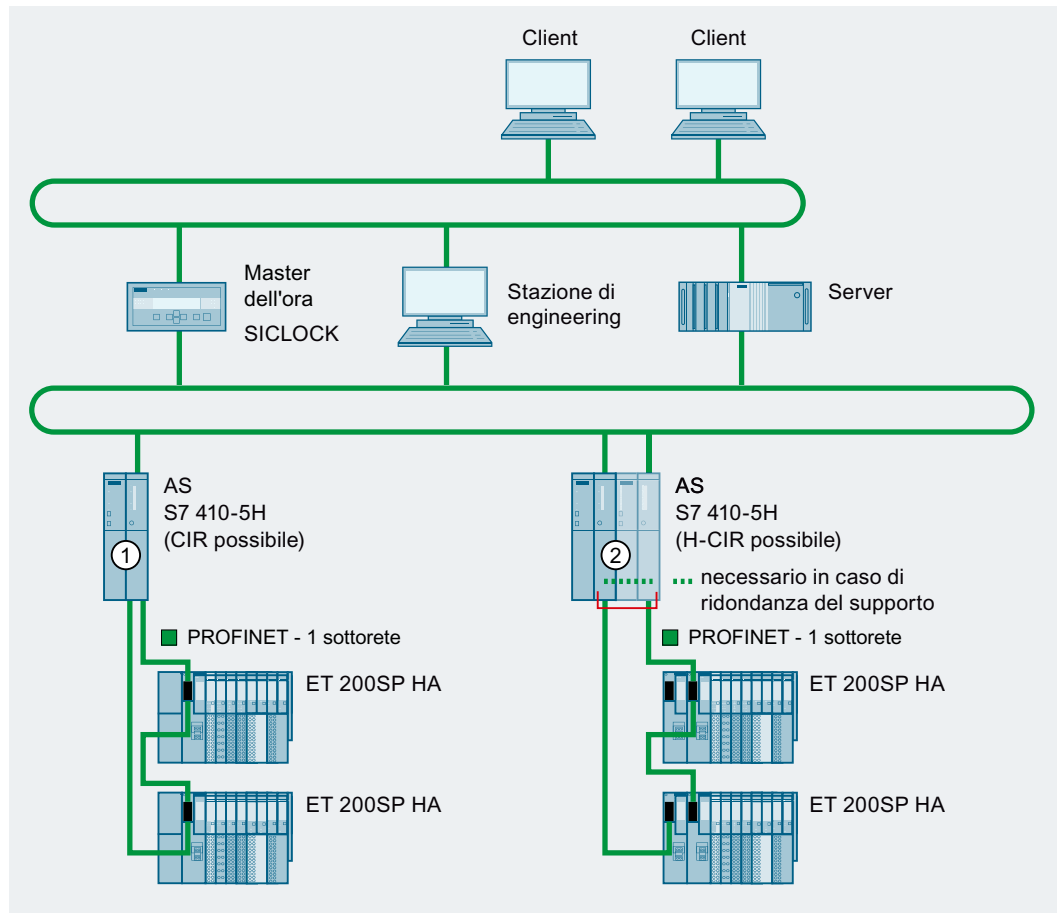 Client
Client
Master
dell'ora
SICLOCK
Stazione di
engineering
Server
AS
S7 410-5H
(CIR possibile)
1
AS
S7 410-5H
(H-CIR possibile)
2
necessario in caso di
ridondanza del supporto
PROFINET - 1 sottorete
PROFINET - 1 sottorete
ET 200SP HA
ET 200SP HA
ET 200SP HA
ET 200SP HA